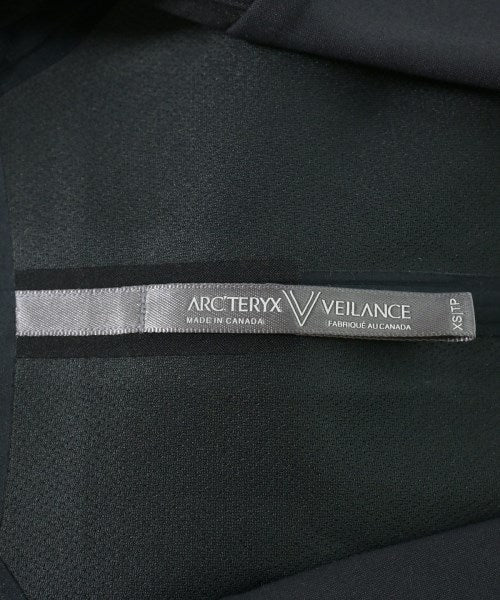 ARC'TERYX VEILANCE
MADE IN CANADA FABRIQUÉ AU CANADA
XS|TP